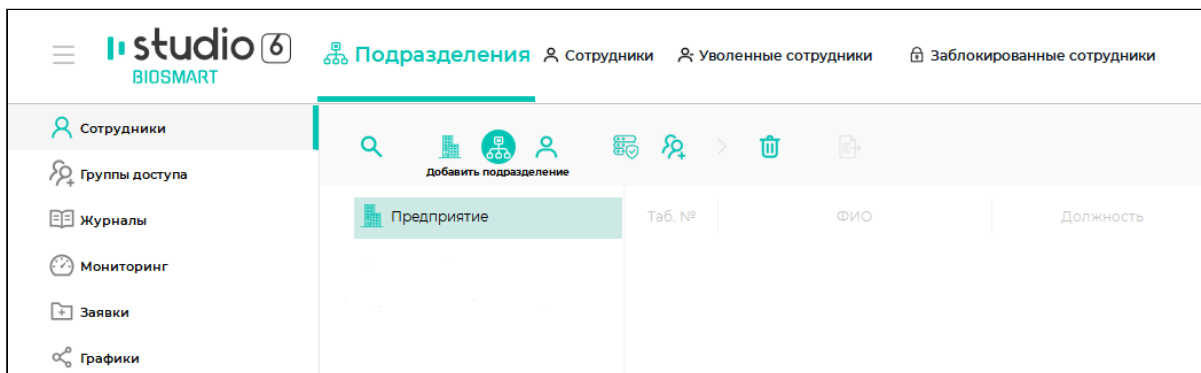 studio 6
BIOSMART
Подразделения
Сотрудники
Уволенные сотрудники
Заблокированные сотрудники
Сотрудники
Группы доступа
Журналы
Мониторинг
Заявки
Графики
Добавить подразделение
Предприятие
Таб. № ФИО Должность